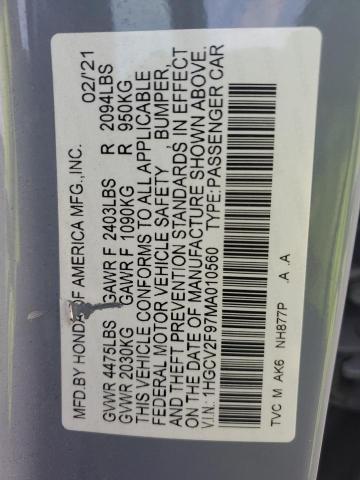 MFD.BY HONDA OF AMERICA MFG.,INC. 02/'21
GVWR 4475LBS GAWR F 2403LBS R 2094LBS
GVWR 2030KG GAWR F 1090KG R 950KG
THIS VEHICLE CONFORMS TO ALL APPLICABLE
FEDERAL MOTOR VEHICLE SAFETY BUMPER,
AND THEFT PREVENTION STANDARDS IN EFFECT
ON THE DATE OF MANUFACTURE SHOWN ABOVE.
V.I.N.: 1HGCV2F97MA010560 TYPE: PASSENGER CAR
TVC M AK6 NH877P .A .A